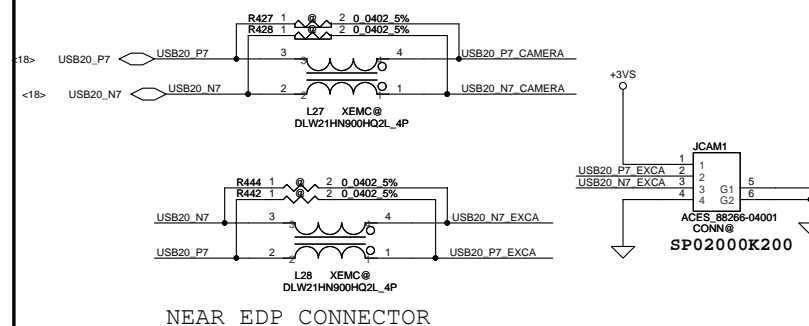 R427 1 @ 2 0_0402_5%
R428 1 @ 2 0_0402_5%
<18> USB20_P7 USB20_P7 3 4 USB20_P7_CAMERA
<18> USB20_N7 USB20_N7 2 1 USB20_N7_CAMERA
L27 XEMC@
DLW21HN900HQ2L_4P
+3VS
JCAM1
1 1
USB20_P7_EXCA 2 2
USB20_N7_EXCA 3 3 G1 5
4 4 G2 6
ACES_88266-04001
CONN@
SP02000K200
R444 1 @ 2 0_0402_5%
R442 1 @ 2 0_0402_5%
USB20_N7 3 4 USB20_N7_EXCA
USB20_P7 2 1 USB20_P7_EXCA
L28 XEMC@
DLW21HN900HQ2L_4P
NEAR EDP CONNECTOR